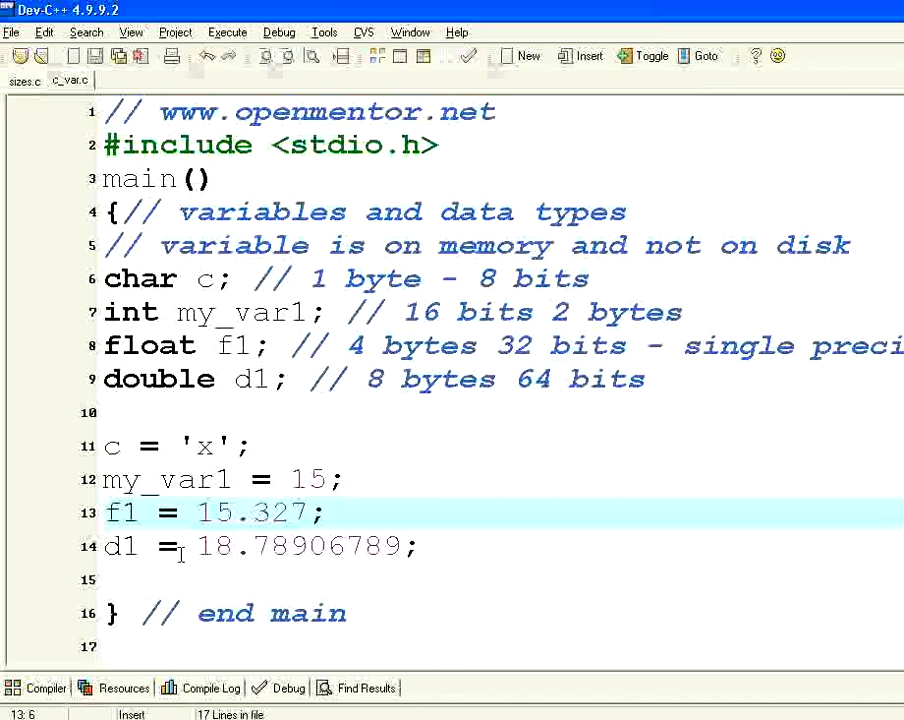 Dev-C++ 4.9.9.2
File Edit Search View Project Execute Debug Tools CVS Window Help
New Insert Toggle Goto
sizes.c c_var.c
1 // www.openmentor.net
2 #include <stdio.h>
3 main()
4 {// variables and data types
5 // variable is on memory and not on disk
6 char c; // 1 byte - 8 bits
7 int my_var1; // 16 bits 2 bytes
8 float f1; // 4 bytes 32 bits - single preci
9 double d1; // 8 bytes 64 bits
10
11 c = 'x';
12 my_var1 = 15;
13 f1 = 15.327;
14 d1 = 18.78906789;
15
16 } // end main
17
Compiler Resources Compile Log Debug Find Results
13: 6 Insert 17 Lines in file